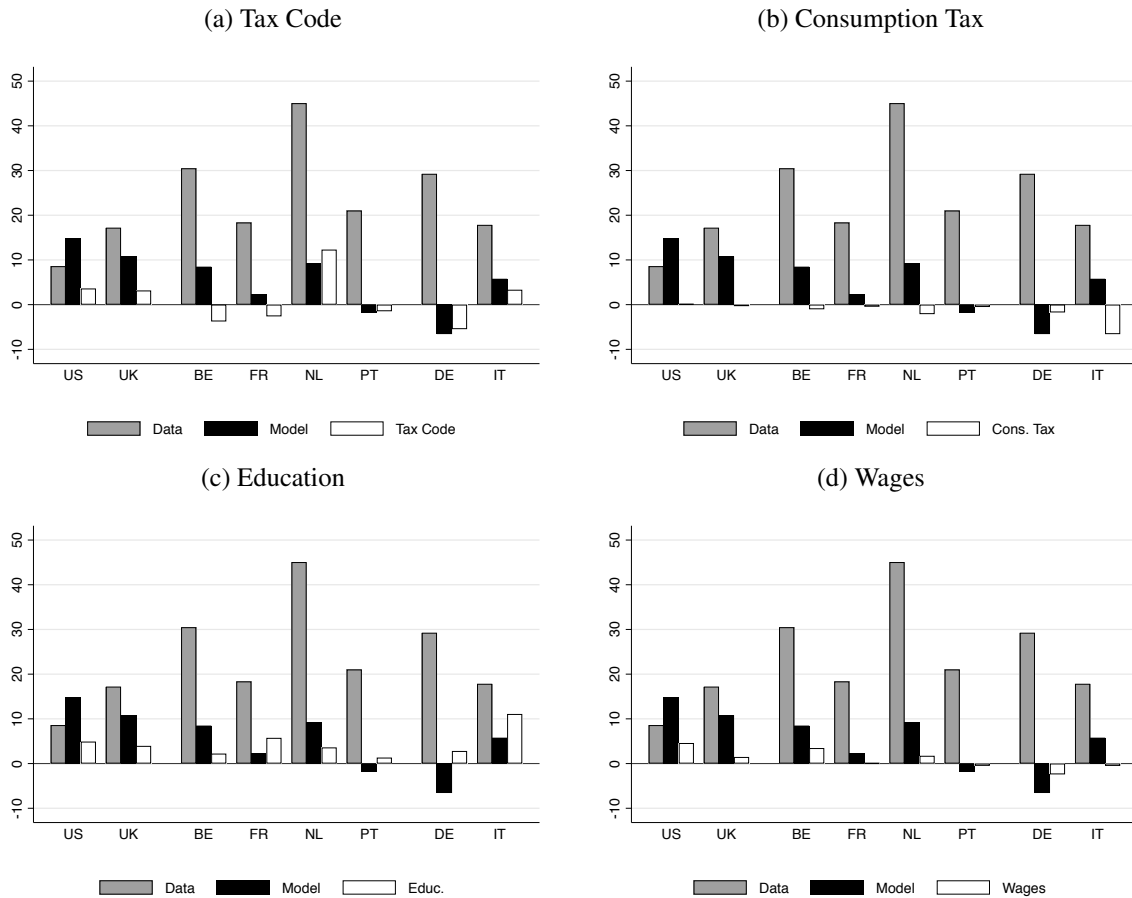 (a) Tax Code
50
40
30
20
10
0
-10
US UK BE FR NL PT DE IT
Data Model Tax Code
(b) Consumption Tax
50
40
30
20
10
0
-10
US UK BE FR NL PT DE IT
Data Model Cons. Tax
(c) Education
50
40
30
20
10
0
-10
US UK BE FR NL PT DE IT
Data Model Educ.
(d) Wages
50
40
30
20
10
0
-10
US UK BE FR NL PT DE IT
Data Model Wages